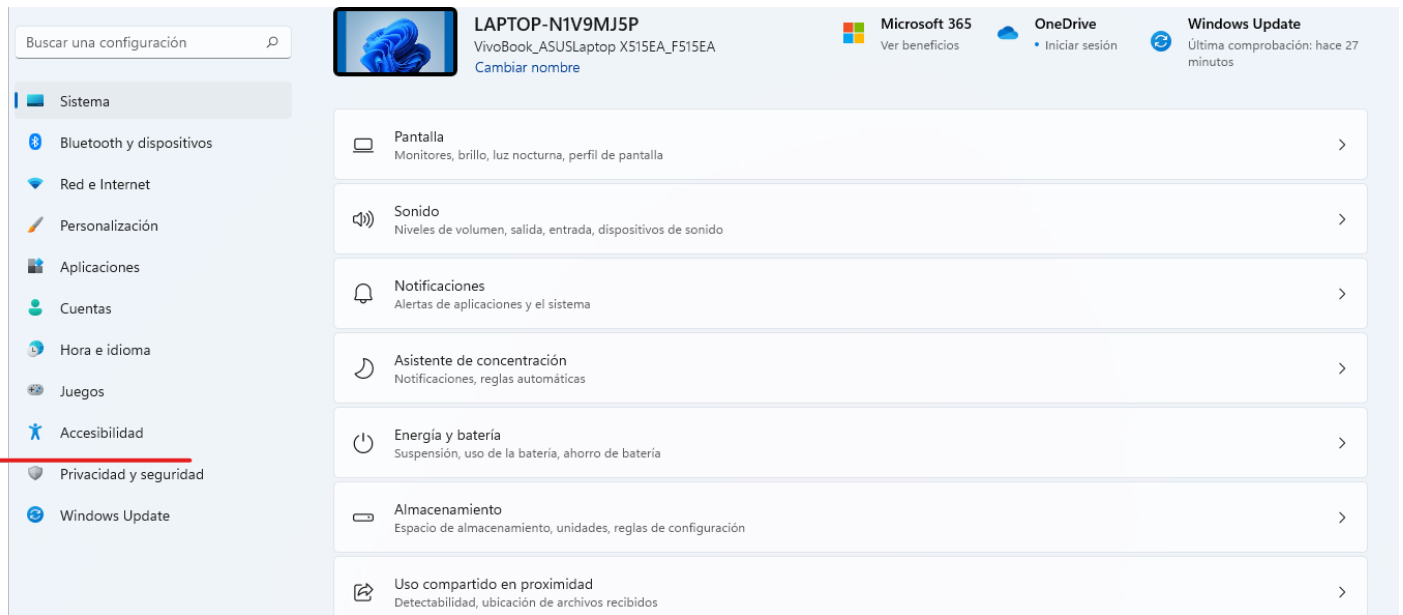 Buscar una configuración
Sistema
Bluetooth y dispositivos
Red e Internet
Personalización
Aplicaciones
Cuentas
Hora e idioma
Juegos
Accesibilidad
Privacidad y seguridad
Windows Update
LAPTOP-N1V9MJ5P
VivoBook_ASUSLaptop X515EA_F515EA
Cambiar nombre
Microsoft 365
Ver beneficios
OneDrive
• Iniciar sesión
Windows Update
Última comprobación: hace 27
minutos
Pantalla
Monitores, brillo, luz nocturna, perfil de pantalla
Sonido
Niveles de volumen, salida, entrada, dispositivos de sonido
Notificaciones
Alertas de aplicaciones y el sistema
Asistente de concentración
Notificaciones, reglas automáticas
Energía y batería
Suspensión, uso de la batería, ahorro de batería
Almacenamiento
Espacio de almacenamiento, unidades, reglas de configuración
Uso compartido en proximidad
Detectabilidad, ubicación de archivos recibidos